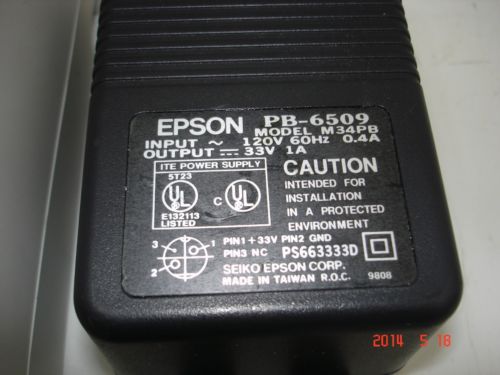 EPSON PB-6509
MODEL M34PB
INPUT ~ 120V 60Hz 0.4A
OUTPUT ⎓ 33V 1A
ITE POWER SUPPLY
5T23
UL
C UL
E132113
LISTED
CAUTION
INTENDED FOR
INSTALLATION
IN A PROTECTED
ENVIRONMENT
3 1
2
PIN1 +33V PIN2 GND
PIN3 NC PS663333D
SEIKO EPSON CORP.
MADE IN TAIWAN R.O.C. 9808
2014 5 18